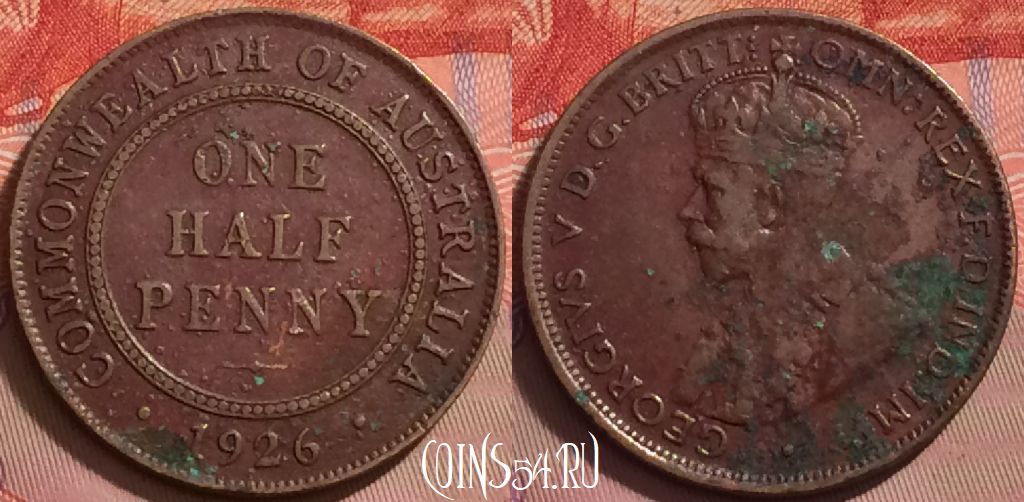 COMMONWEALTH OF AUSTRALIA
ONE
HALF
PENNY
1926
GEORGIVS V D.G.BRITT: OMN:REX.F.D.IND:IMP.
COINS54.RU